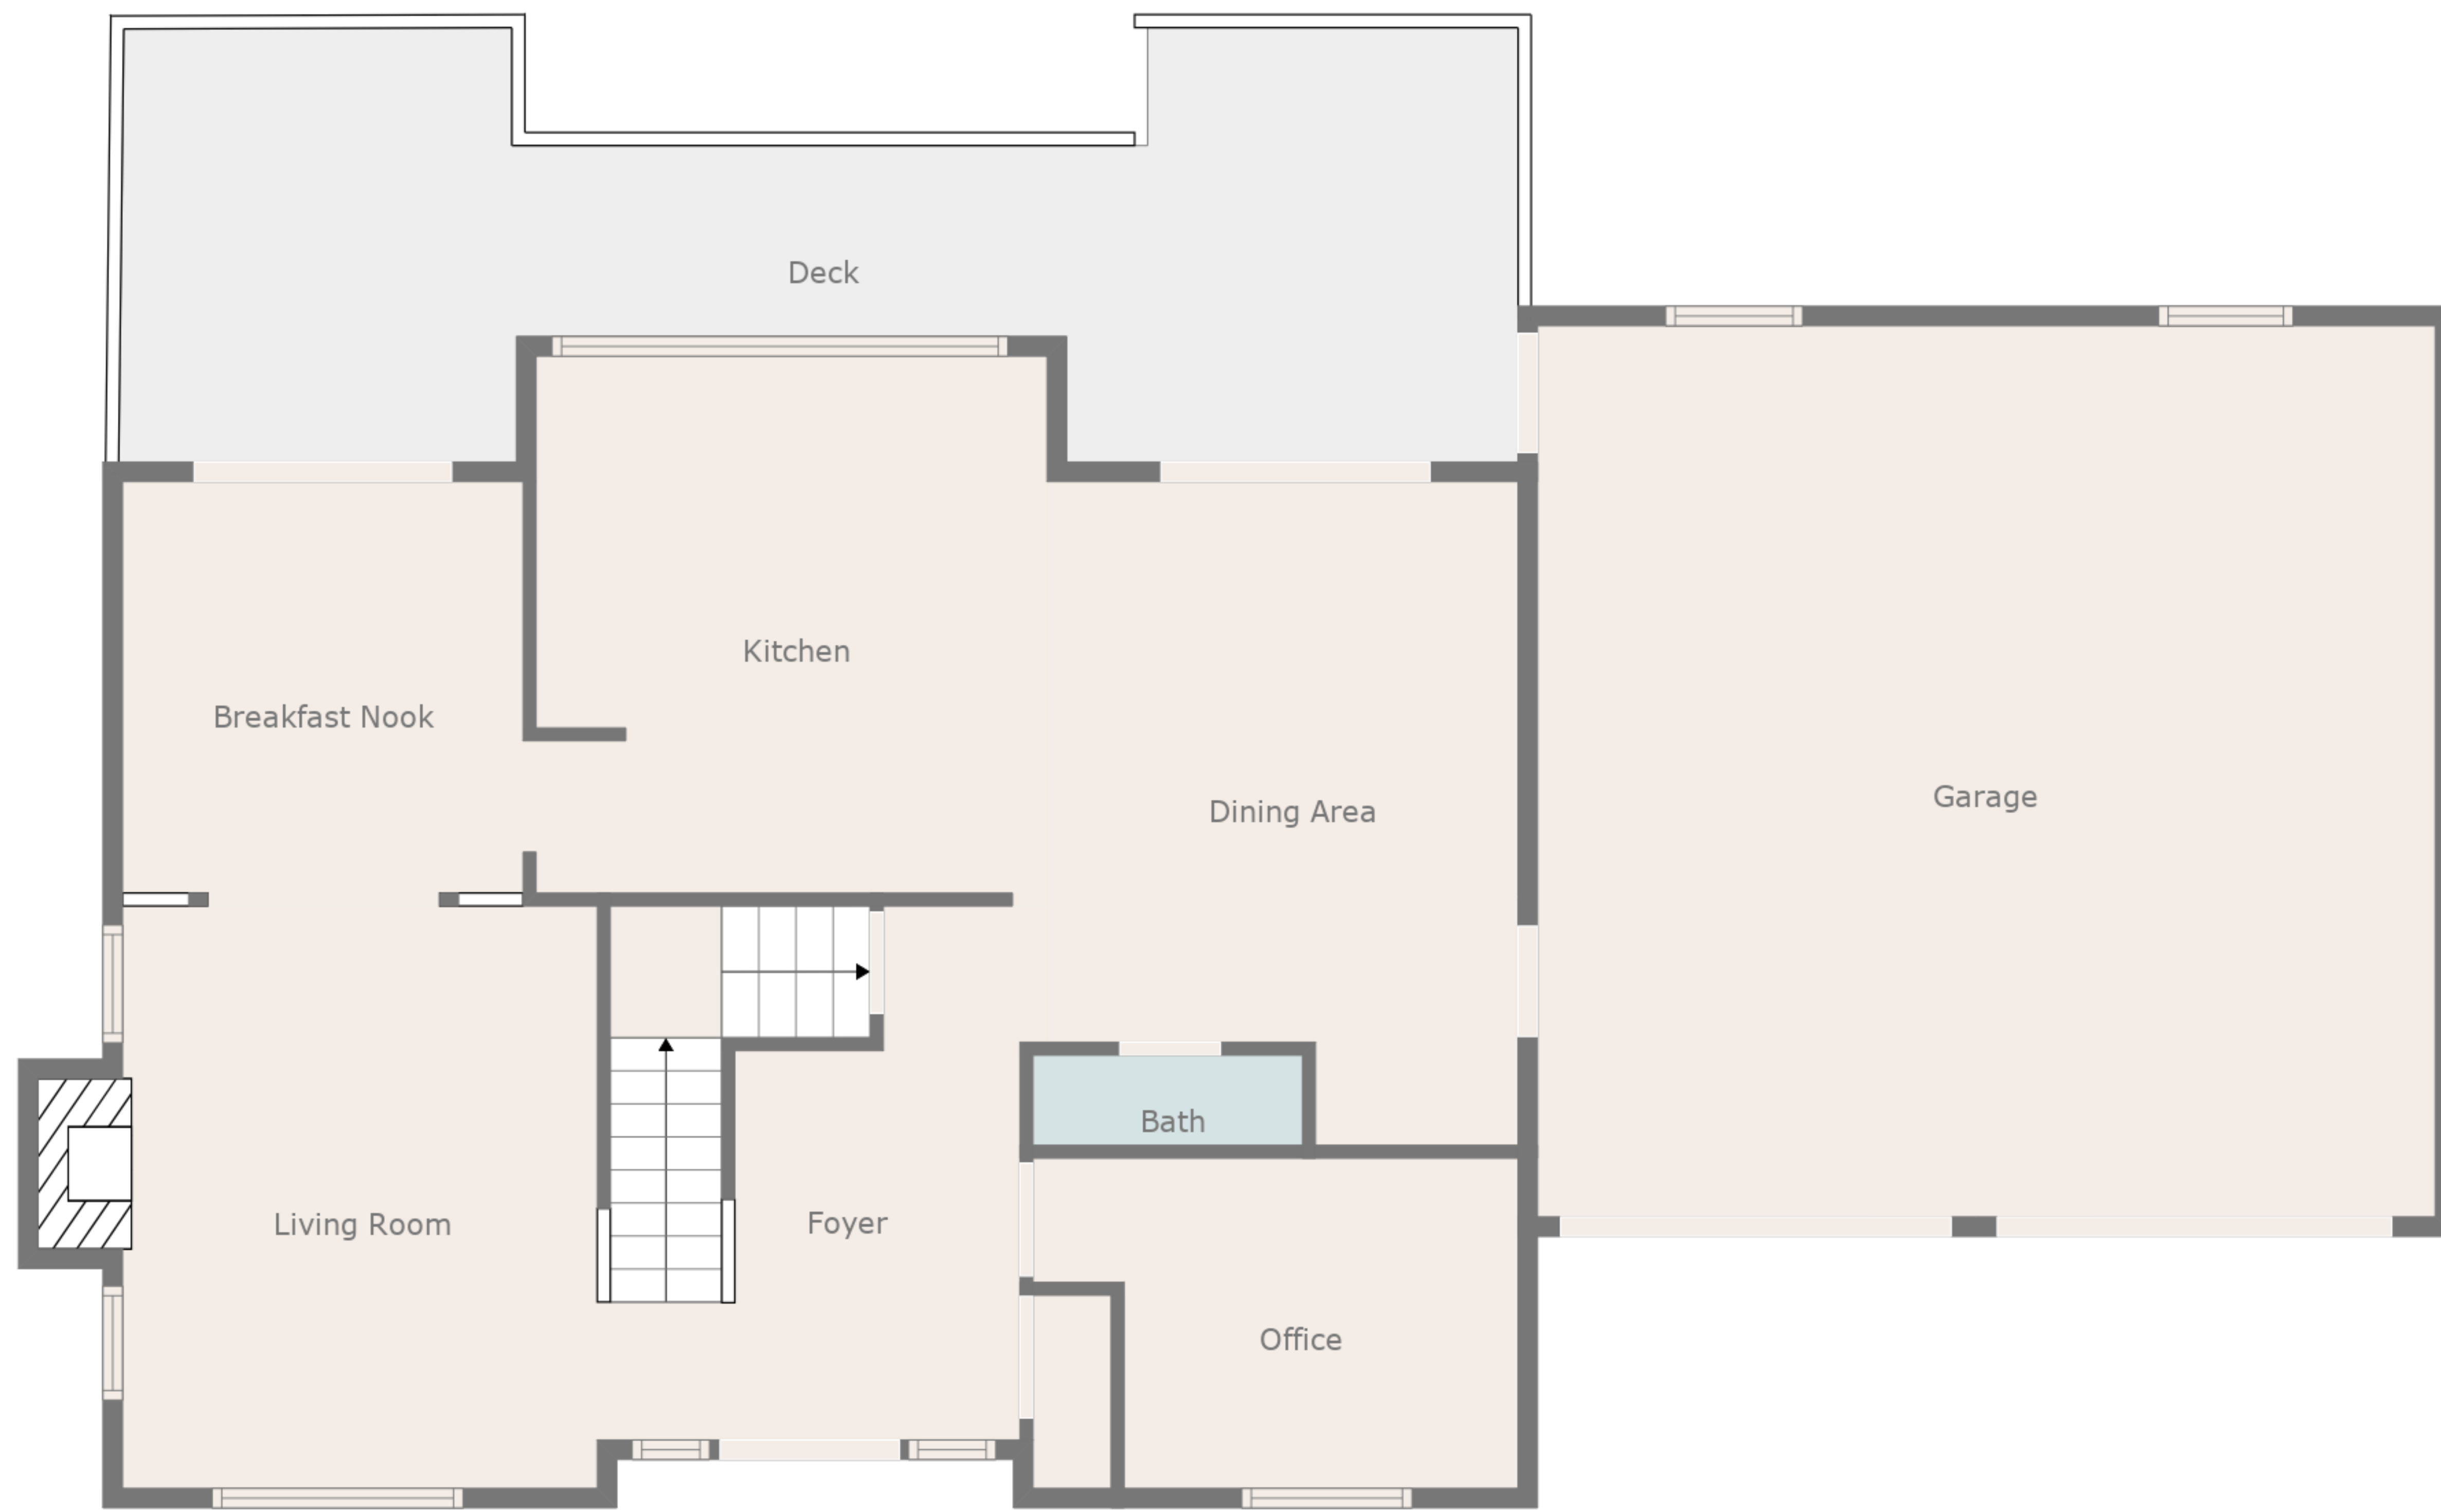 Deck
Kitchen
Breakfast Nook
Garage
Dining Area
Bath
Foyer
Living Room
Office